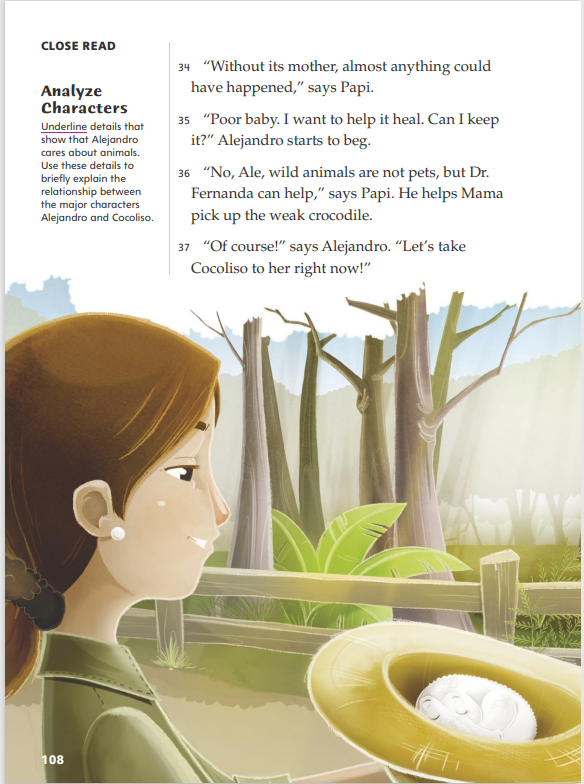 CLOSE READ
Analyze
Characters
Underline details that
show that Alejandro
cares about animals.
Use these details to
briefly explain the
relationship between
the major characters
Alejandro and Cocoliso.
34 “Without its mother, almost anything could
have happened,” says Papi.
35 “Poor baby. I want to help it heal. Can I keep
it?” Alejandro starts to beg.
36 “No, Ale, wild animals are not pets, but Dr.
Fernanda can help,” says Papi. He helps Mama
pick up the weak crocodile.
37 “Of course!” says Alejandro. “Let’s take
Cocoliso to her right now!”
108